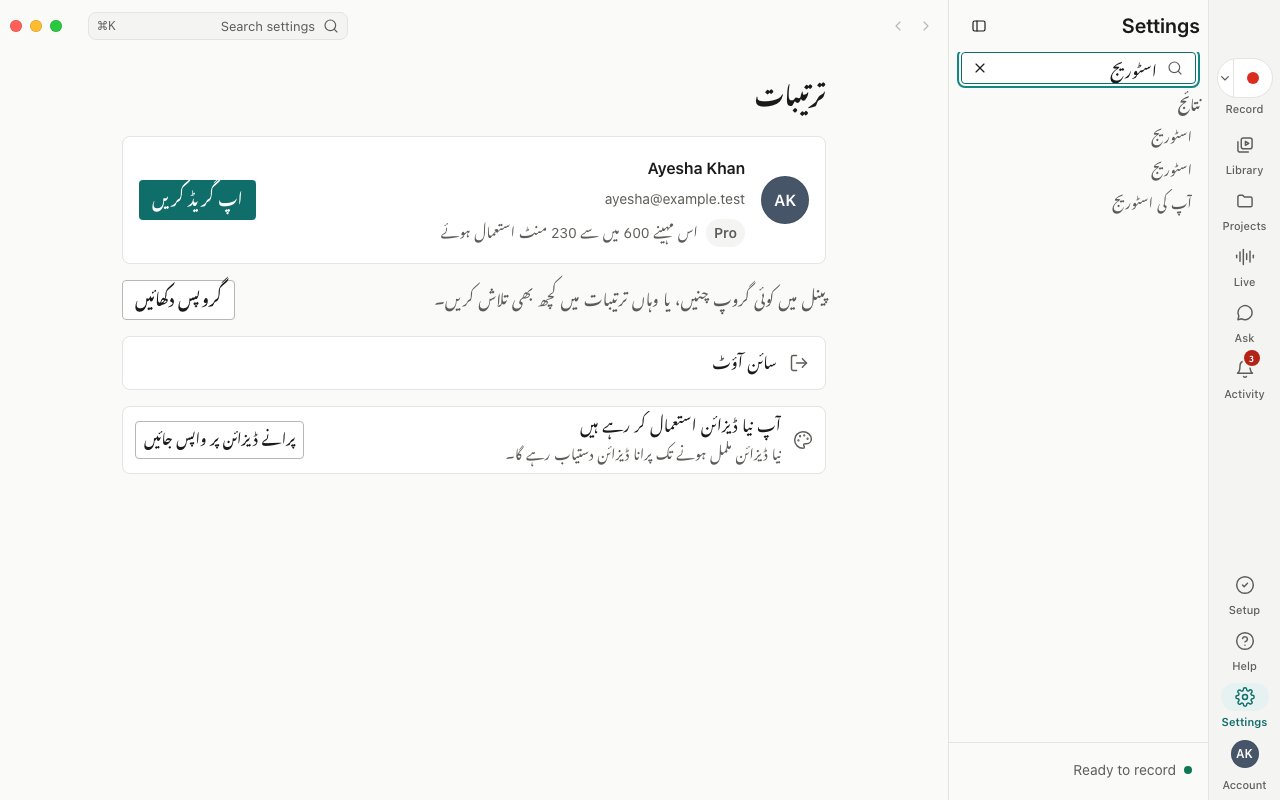 ⌘K
Search settings
ترتیبات
Ayesha Khan
ayesha@example.test
Pro اس مہینے 600 میں سے 230 منٹ استعمال ہوئے
AK
اپ گریڈ کریں
پینل میں کوئی گروپ چنیں، یا وہاں ترتیبات میں کچھ بھی تلاش کریں۔
گروپس دکھائیں
سائن آؤٹ
آپ نیا ڈیزائن استعمال کر رہے ہیں
نیا ڈیزائن مکمل ہونے تک پرانا ڈیزائن دستیاب رہے گا۔
پرانے ڈیزائن پر واپس جائیں
Settings
اسٹوریج
نتائج
اسٹوریج
اسٹوریج
آپ کی اسٹوریج
Ready to record
Record
Library
Projects
Live
Ask
3
Activity
Setup
Help
Settings
AK
Account